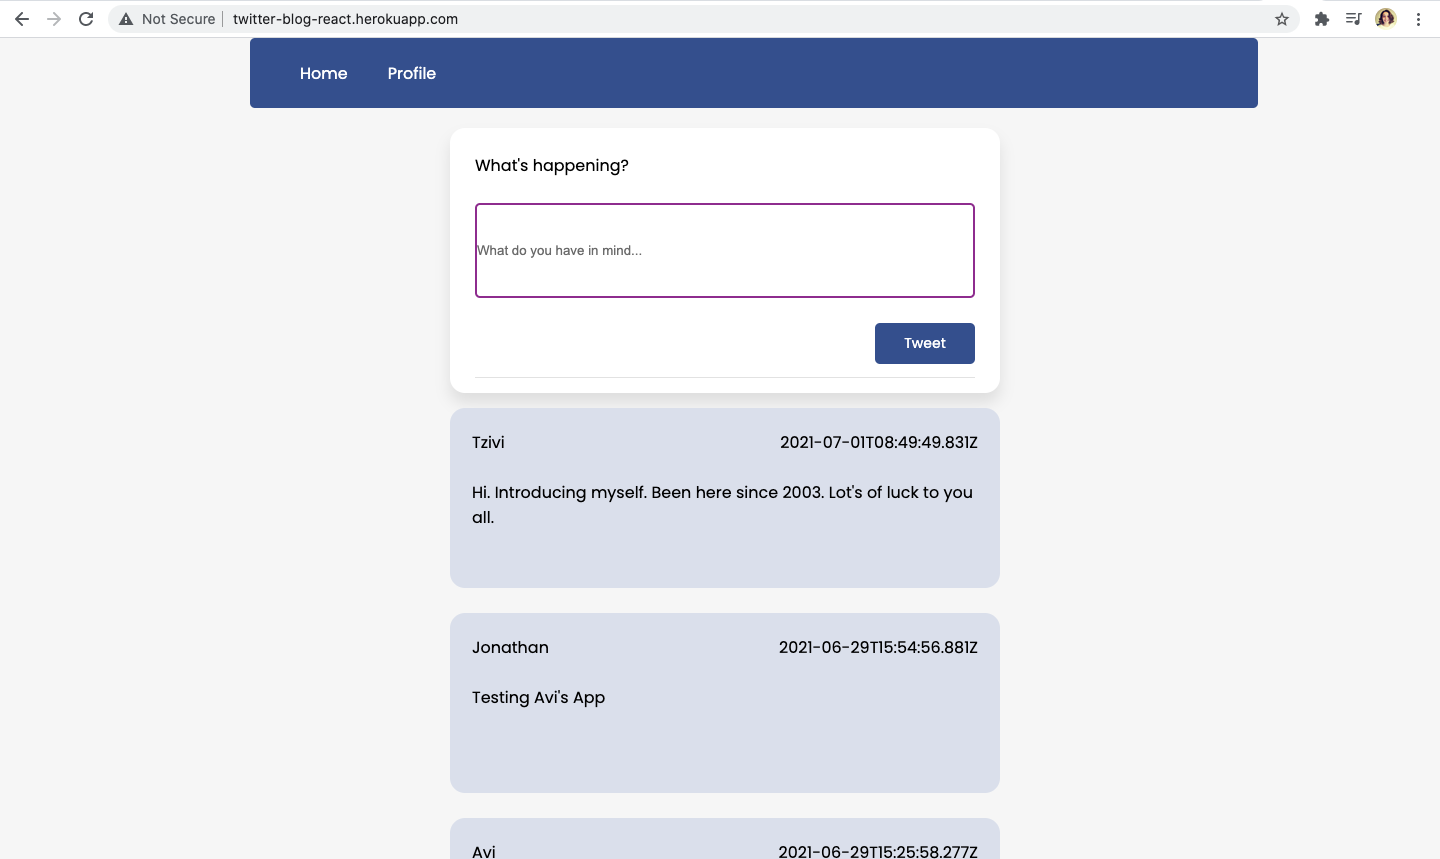 Not Secure twitter-blog-react.herokuapp.com
Home Profile
What's happening?
What do you have in mind...
Tweet
Tzivi 2021-07-01T08:49:49.831Z
Hi. Introducing myself. Been here since 2003. Lot's of luck to you
all.
Jonathan 2021-06-29T15:54:56.881Z
Testing Avi's App
Avi 2021-06-29T15:25:58.277Z